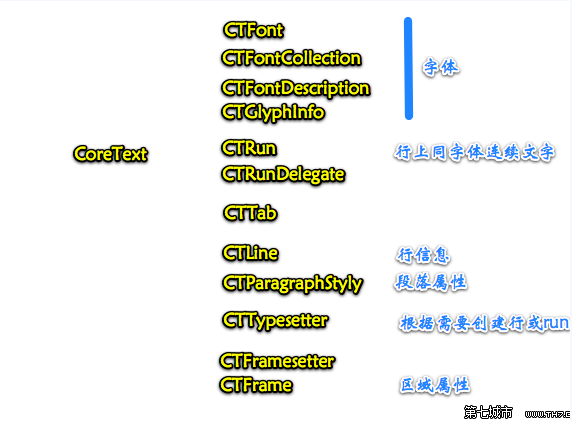 CTFont
CTFontCollection
字体
CTFontDescription
CTGlyphInfo
CoreText
CTRun 行上同字体连续文字
CTRunDelegate
CTTab
CTLine 行信息
CTParagraphStyly 段落属性
CTTypesetter 根据需要创建行或run
CTFramesetter
CTFrame 区域属性
第七城市 www.TH7.C